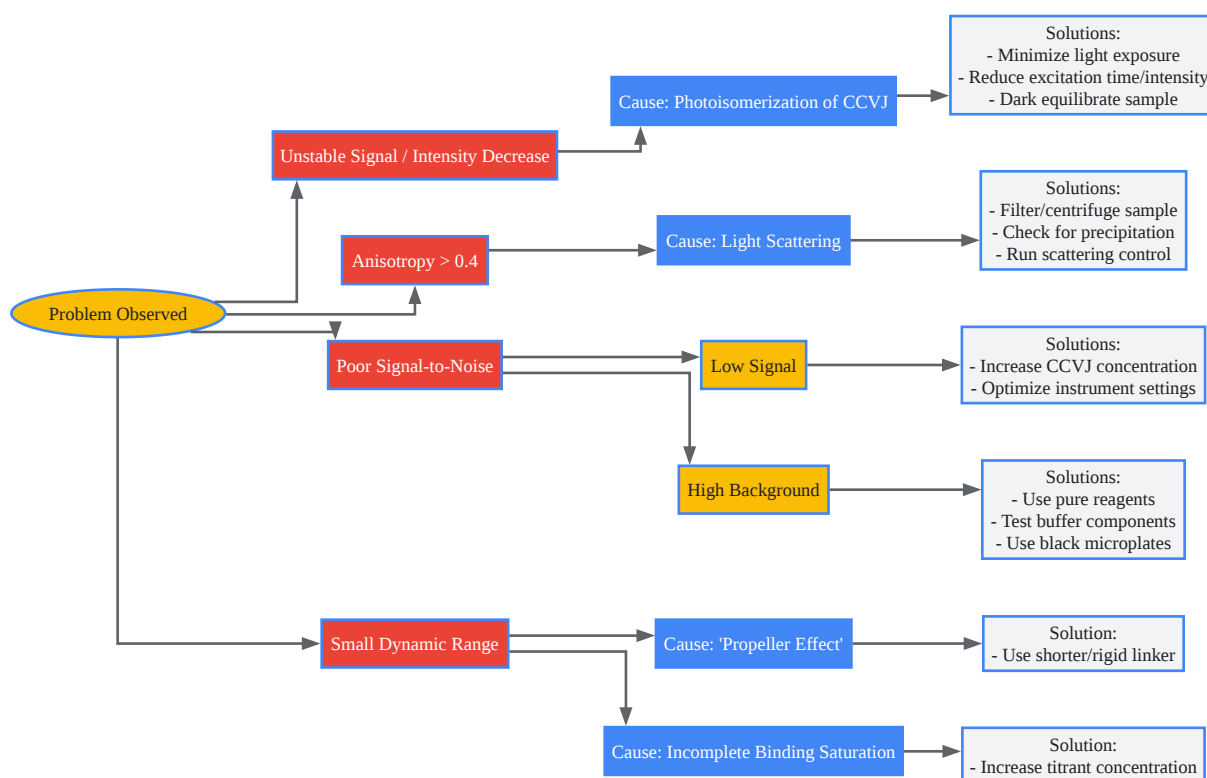 Problem Observed
Unstable Signal / Intensity Decrease
Cause: Photoisomerization of CCVJ
Solutions:
- Minimize light exposure
- Reduce excitation time/intensity
- Dark equilibrate sample
Anisotropy > 0.4
Cause: Light Scattering
Solutions:
- Filter/centrifuge sample
- Check for precipitation
- Run scattering control
Poor Signal-to-Noise
Low Signal
Solutions:
- Increase CCVJ concentration
- Optimize instrument settings
High Background
Solutions:
- Use pure reagents
- Test buffer components
- Use black microplates
Small Dynamic Range
Cause: 'Propeller Effect'
Solution:
- Use shorter/rigid linker
Cause: Incomplete Binding Saturation
Solution:
- Increase titrant concentration